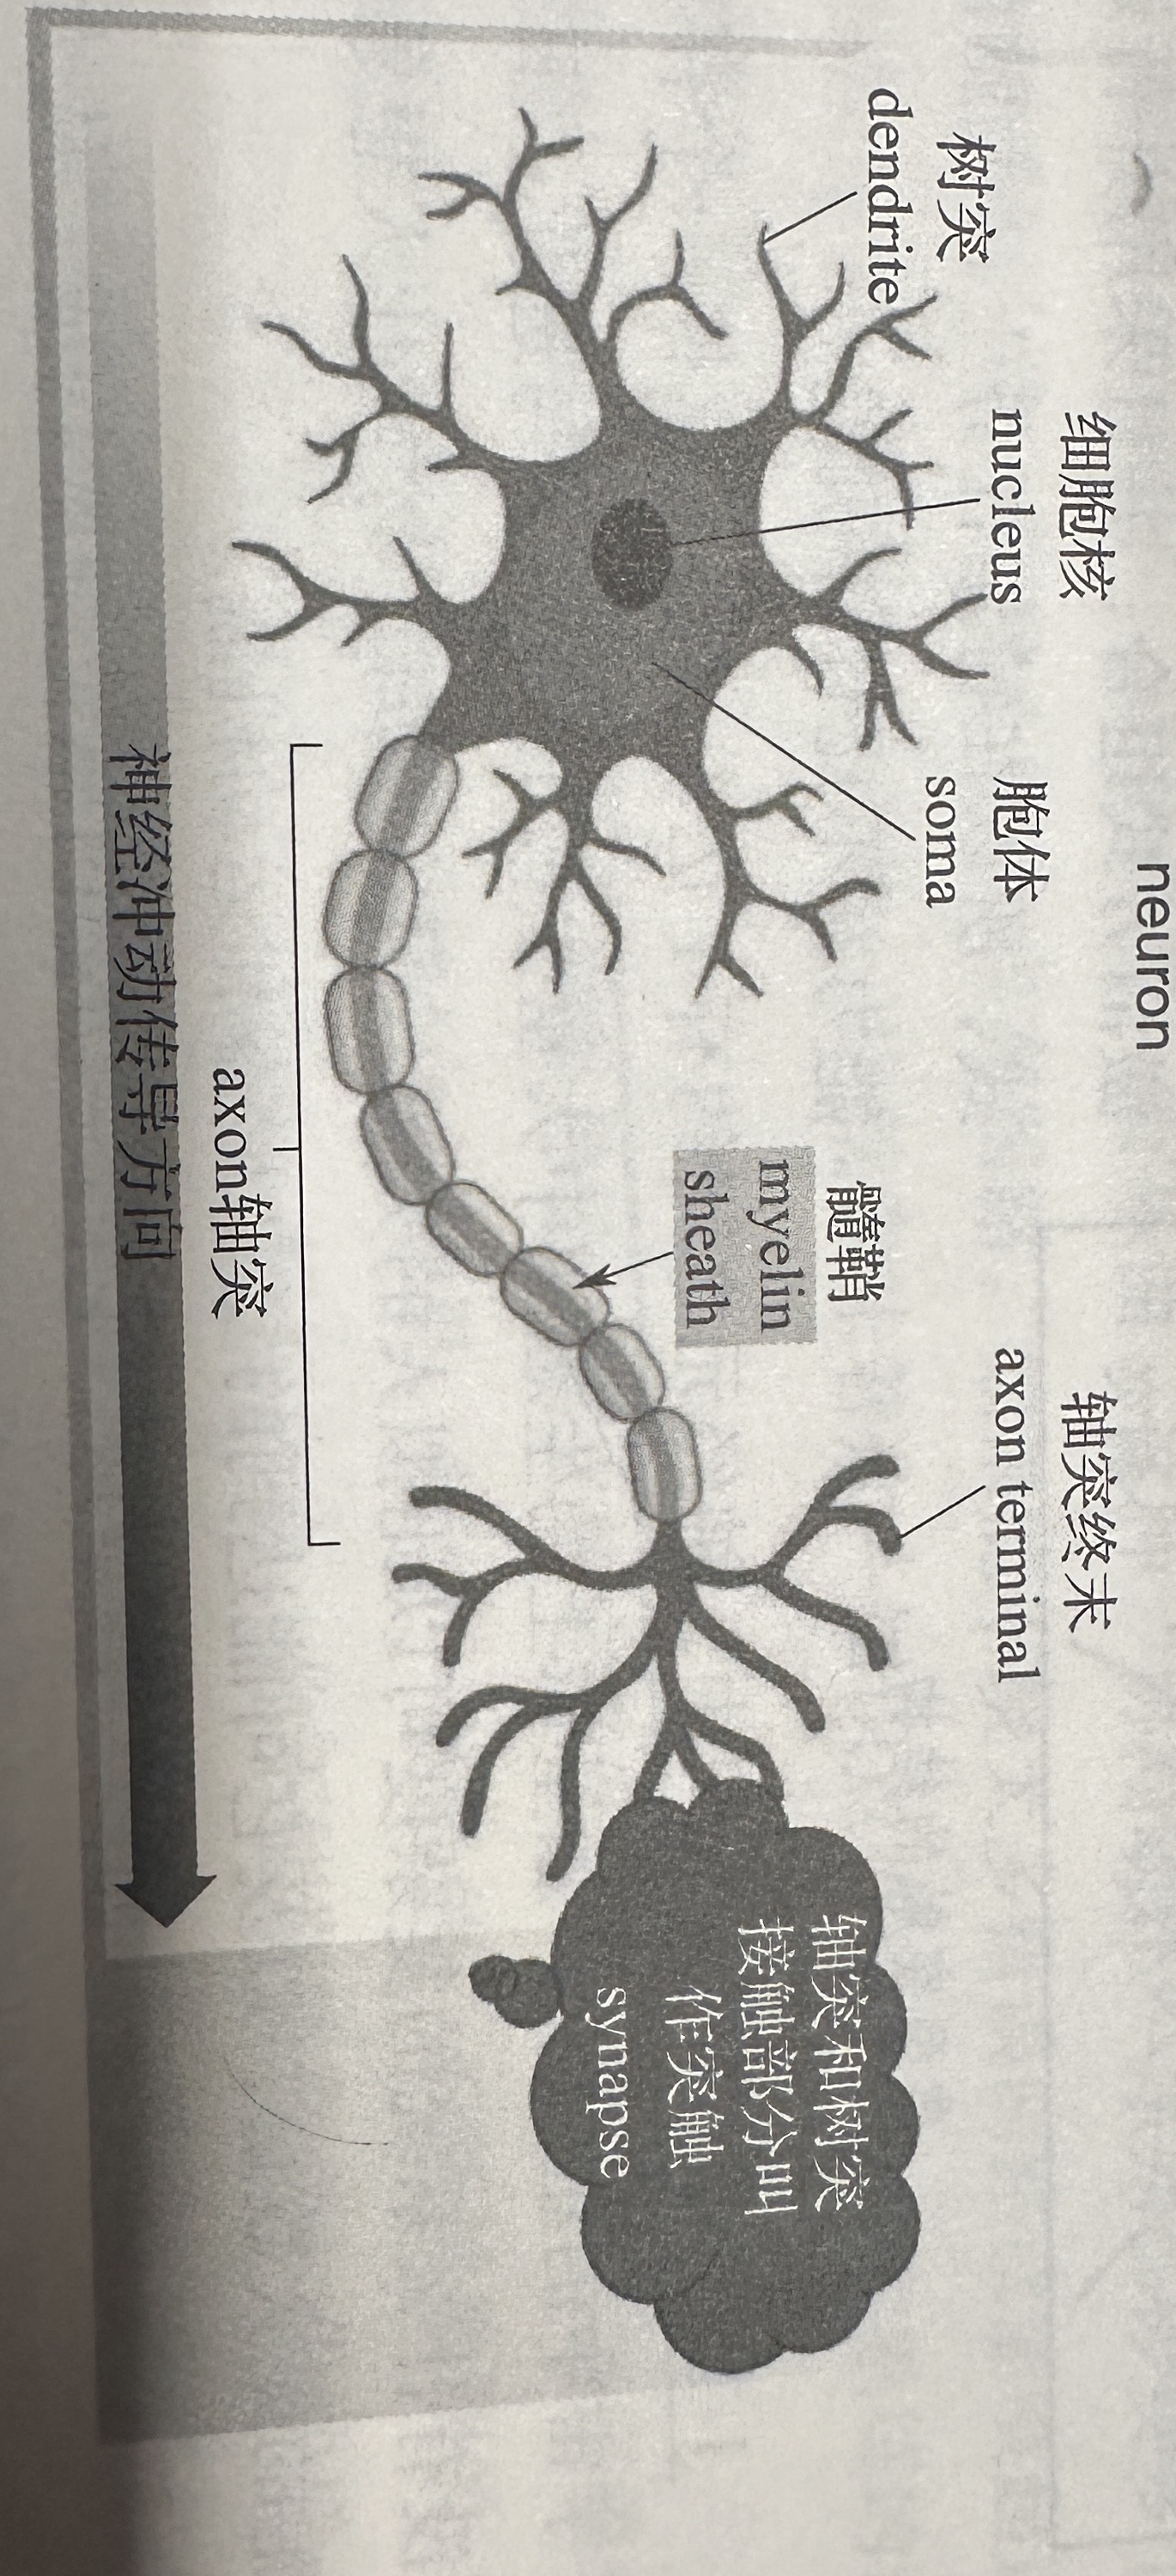 neuron
树突
dendrite
细胞核
nucleus
胞体
soma
髓鞘
myelin
sheath
轴突终末
axon terminal
axon轴突
轴突和树突
接触部分叫
作突触
synapse
神经冲动传导方向